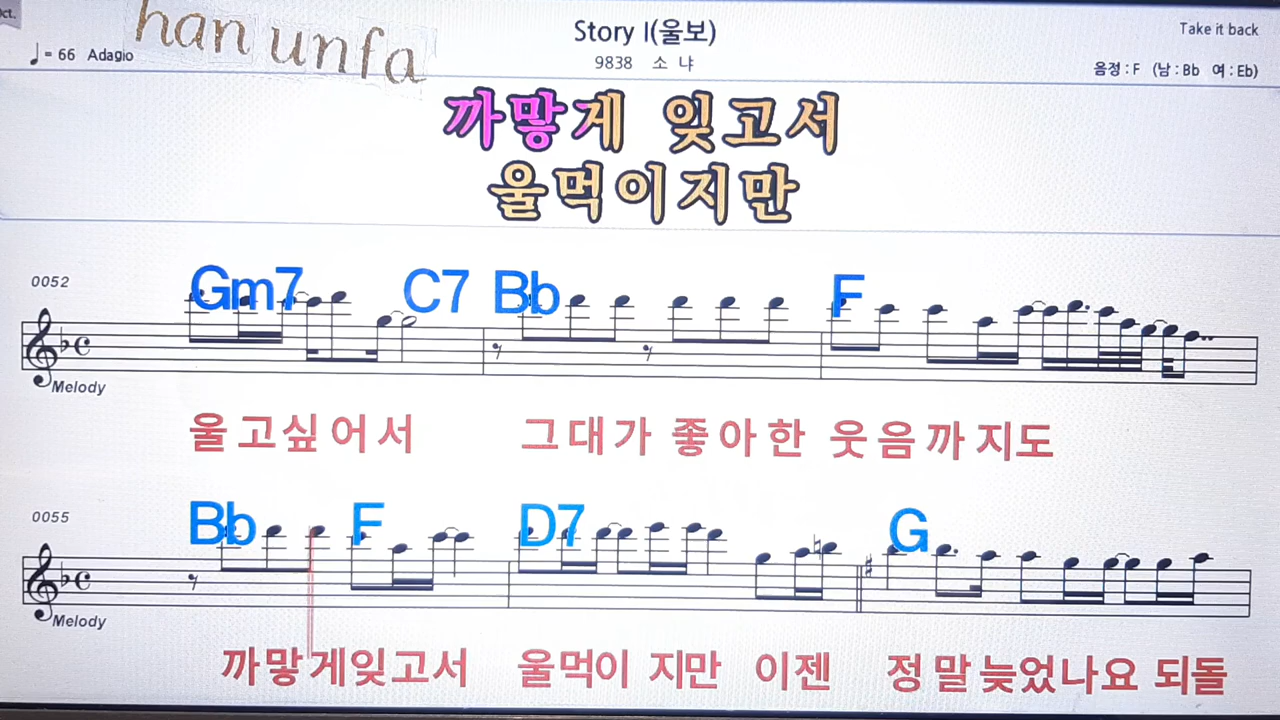 ct.
han unfa
Story I(울보)
Take it back
♩= 66 Adagio
9838 소 냐
음정 : F (남 : Bb 여 : Eb)
까맣게 잊고서
울먹이지만
0052
Gm7 C7 Bb F
Melody
울고싶어서 그대가 좋아한 웃음까지도
0055
Bb F D7 G
Melody
까맣게잊고서 울먹이 지만 이젠 정말늦었나요 되돌